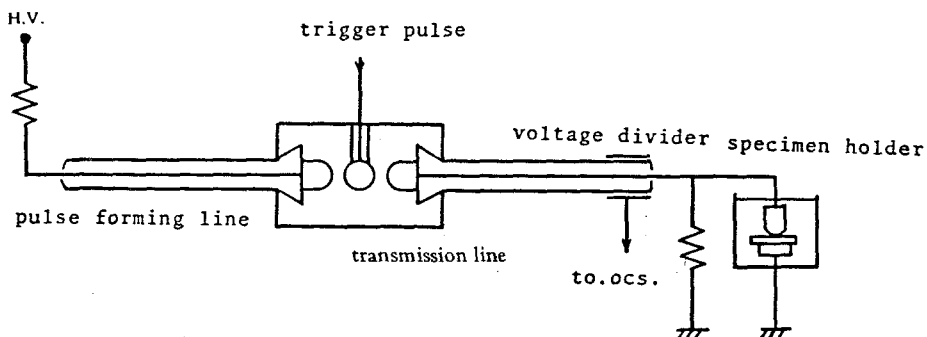 H.V.
trigger pulse
voltage divider specimen holder
pulse forming line
transmission line
to.ocs.